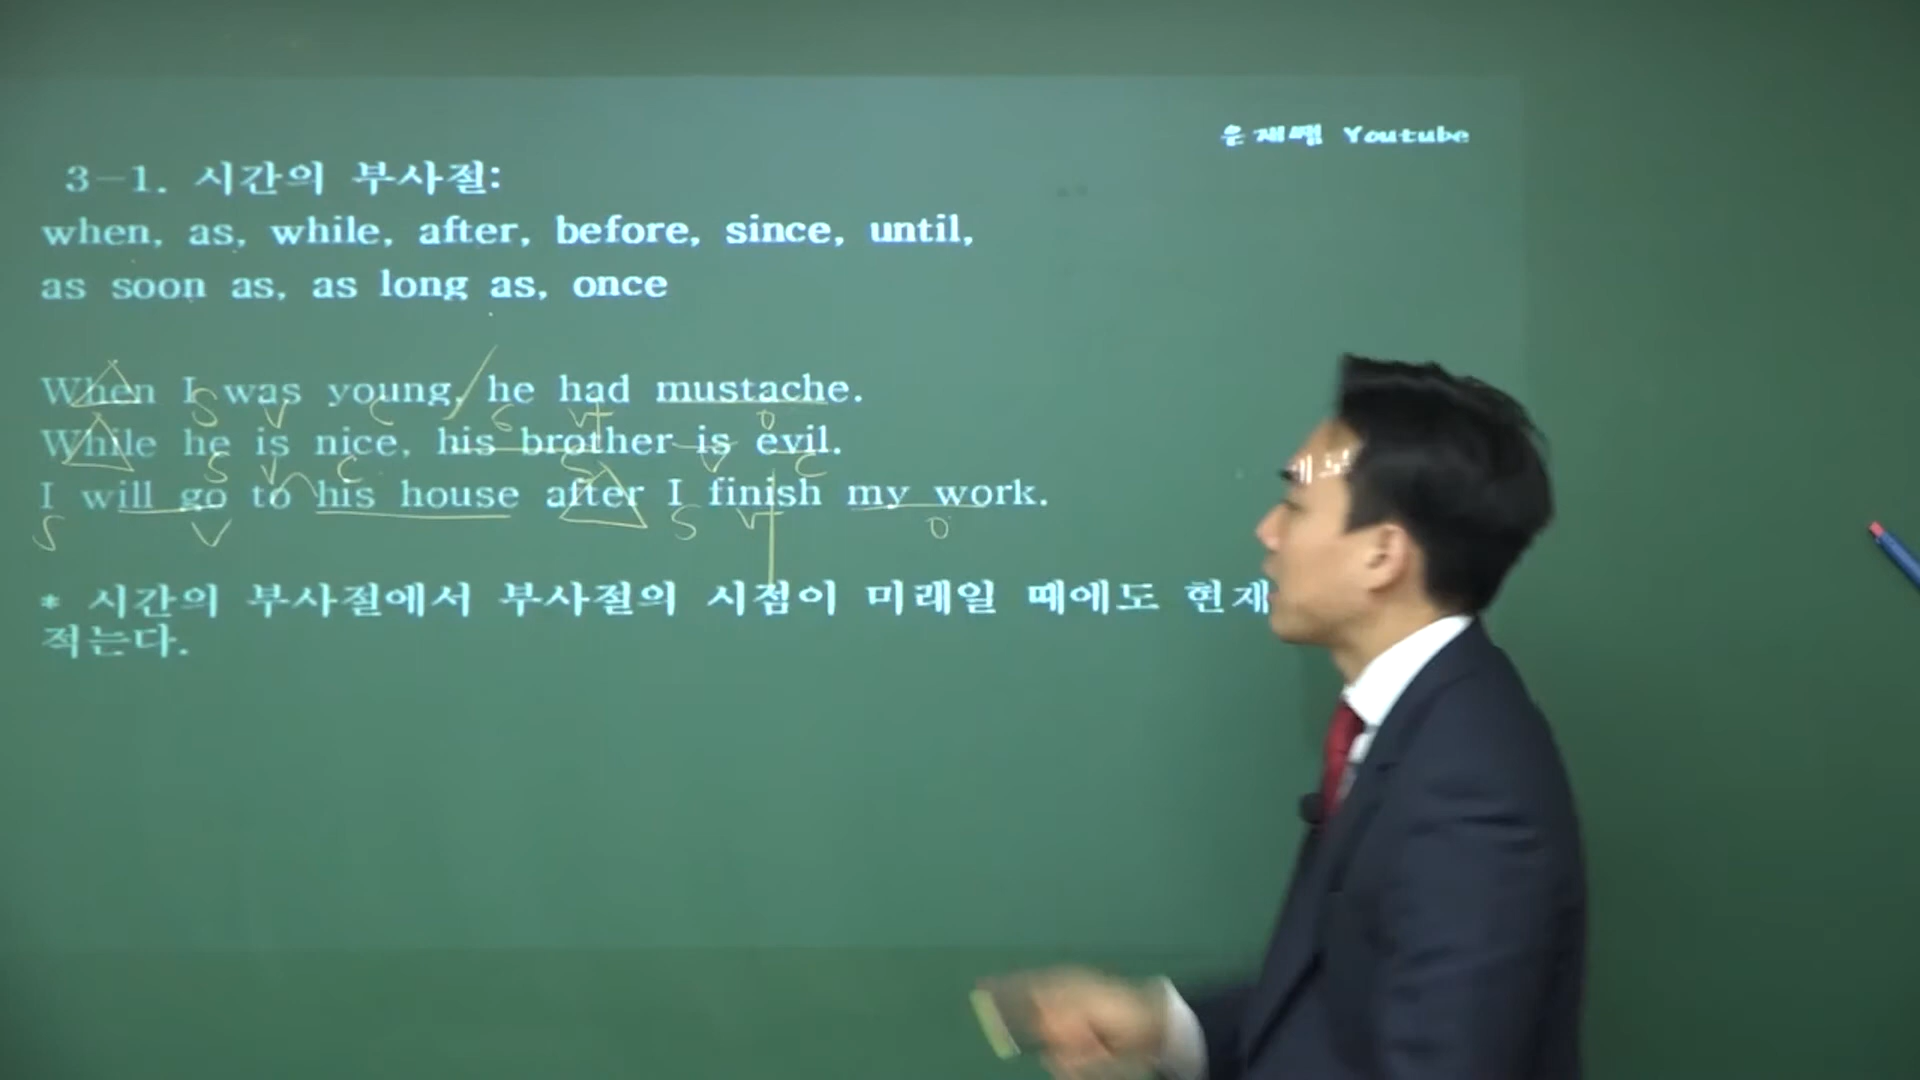 은재쌤 Youtube
3-1. 시간의 부사절:
when, as, while, after, before, since, until,
as soon as, as long as, once
When I was young, he had mustache.
S V C S Vt O
While he is nice, his brother is evil.
S V C S V C
I will go to his house after I finish my work.
S V S Vt O
* 시간의 부사절에서 부사절의 시점이 미래일 때에도 현재
적는다.